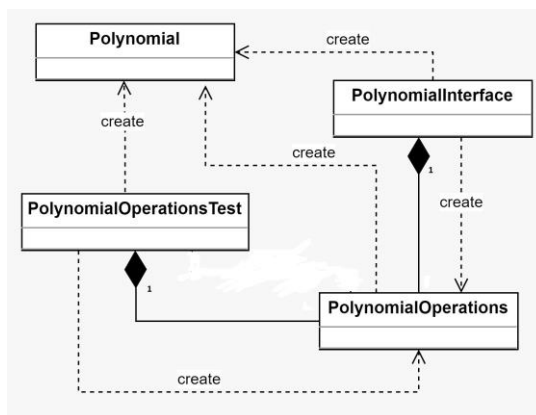 Polynomial
create
PolynomialInterface
create
create
create
1
PolynomialOperationsTest
1
PolynomialOperations
create